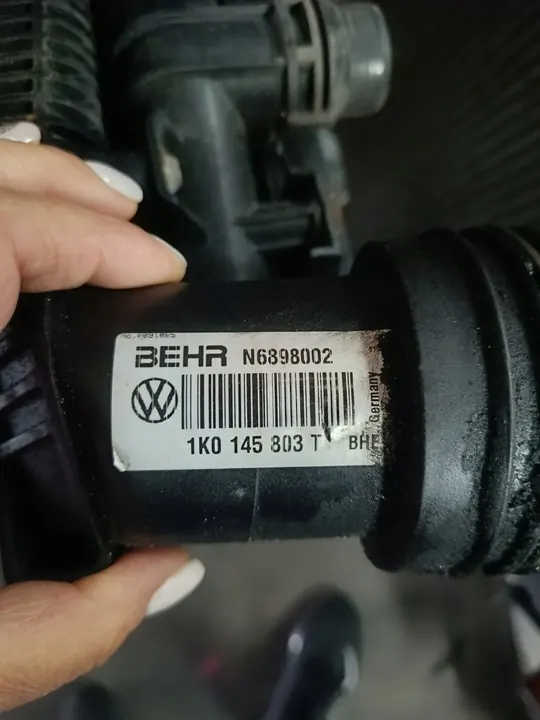 BEHR N6898002
1K0 145 803 T BHE
Germany